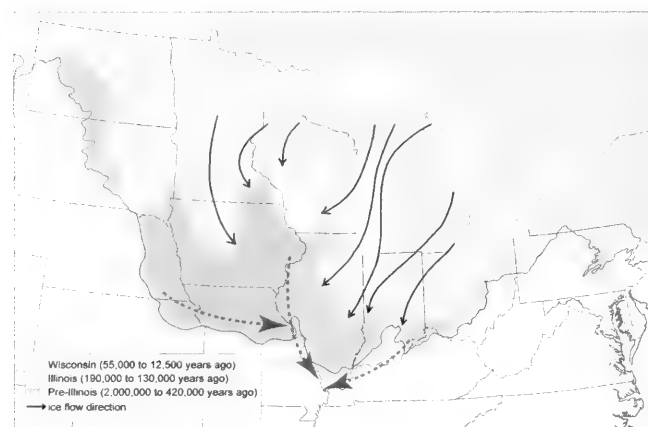 Wisconsin (55,000 to 12,500 years ago)
Illinois (190,000 to 130,000 years ago)
Pre-Illinois (2,000,000 to 420,000 years ago)
ice flow direction